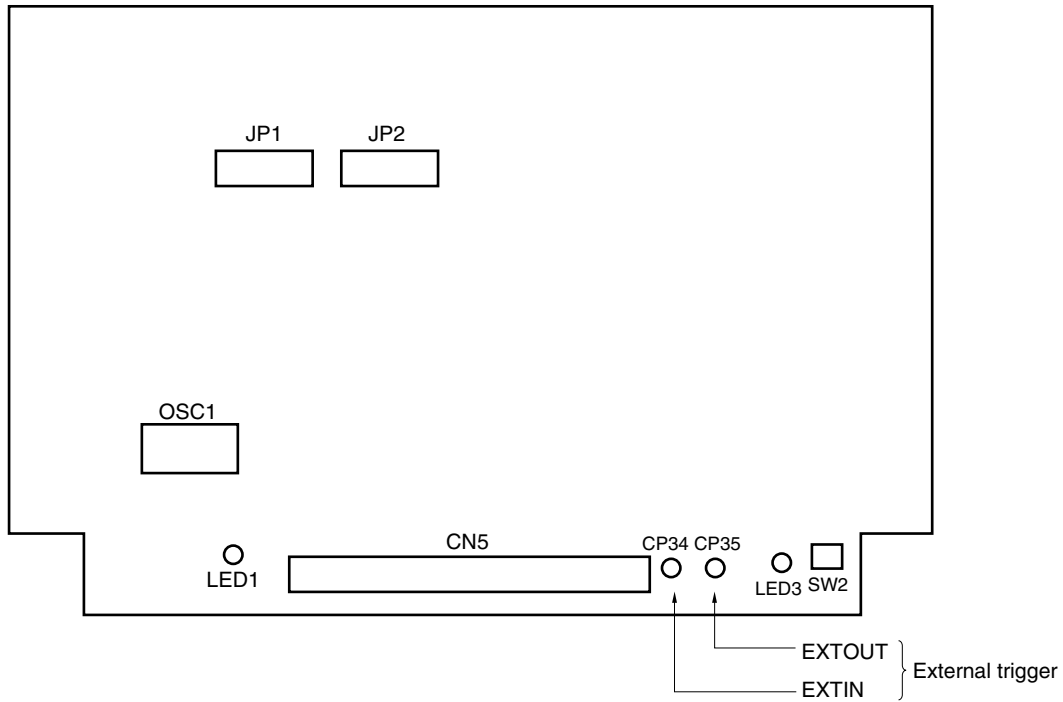 JP1 JP2
OSC1
LED1
CN5
CP34 CP35
LED3 SW2
EXTOUT
EXTIN
External trigger